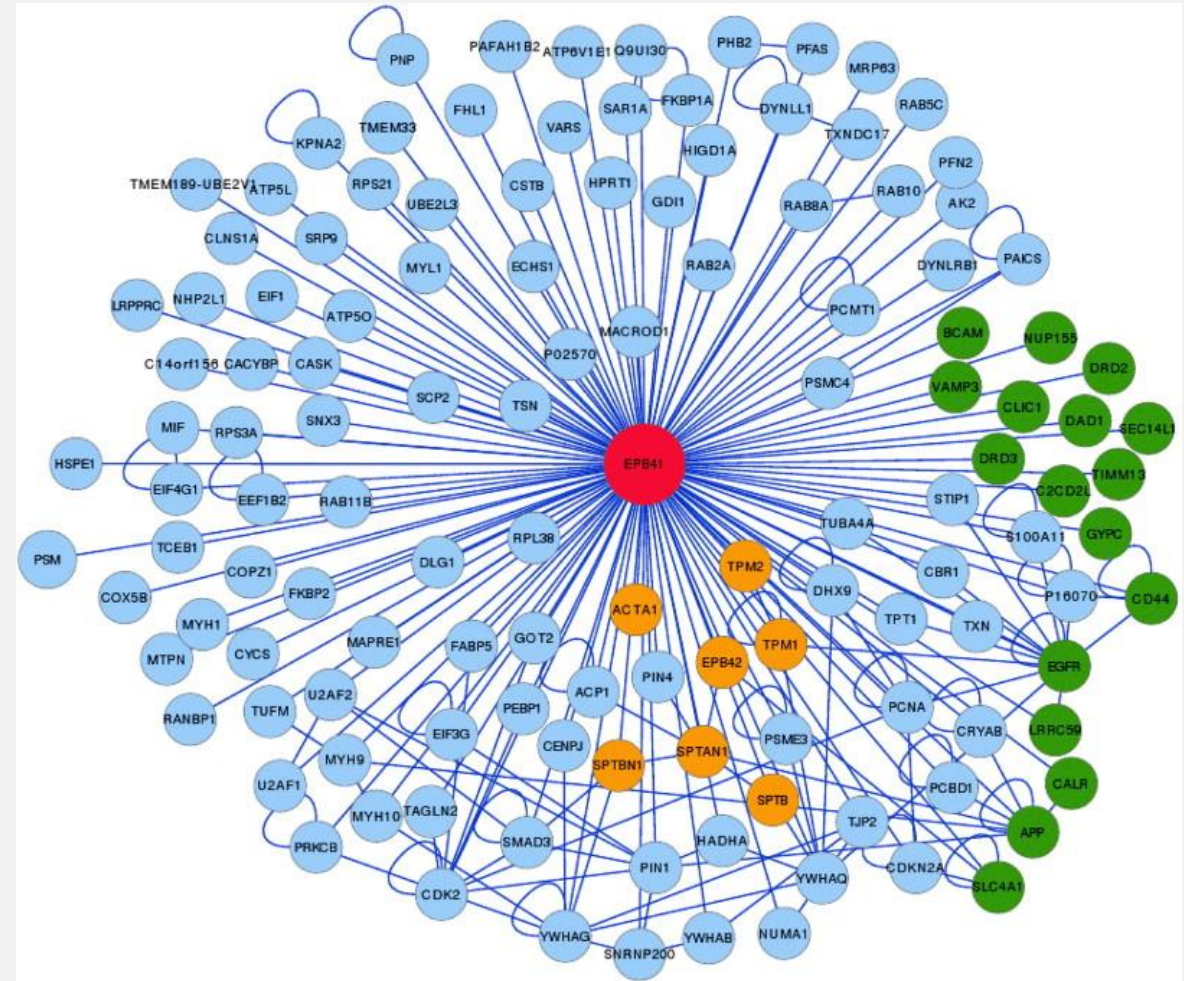 PNP
PAFAH1B2
ATP6V1E1
Q9UI30
PHB2
PFAS
MRP63
KPNA2
TMEM33
FHL1
VARS
SAR1A
FKBP1A
DYNLL1
RAB5C
TXNDC17
HIGD1A
PFN2
TMEM189-UBE2V1
ATP5L
RPS21
UBE2L3
CSTB
HPRT1
GDI1
RAB8A
RAB10
AK2
CLNS1A
SRP9
MYL1
ECHS1
RAB2A
DYNLRB1
PAICS
LRPPRC
NHP2L1
EIF1
ATP5O
PCMT1
MACROD1
P02570
BCAM
NUP155
C14orf156
CACYBP
CASK
SCP2
TSN
PSMC4
VAMP3
DRD2
CLIC1
DAD1
SEC14L1
MIF
RPS3A
SNX3
HSPE1
EPB41
DRD3
TIMM13
EIF4G1
EEF1B2
RAB11B
C2CD2L
STIP1
TUBA4A
S100A11
GYPC
PSM
TCEB1
COPZ1
DLG1
RPL38
TPM2
CBR1
COX5B
FKBP2
DHX9
P16070
CD44
MYH1
ACTA1
TPT1
TXN
MTPN
CYCS
MAPRE1
FABP5
GOT2
TPM1
EPB42
EGFR
RANBP1
TUFM
U2AF2
PEBP1
ACP1
PIN4
PCNA
EIF3G
CENPJ
PSME3
CRYAB
LRRC59
MYH9
SPTBN1
SPTAN1
U2AF1
PCBD1
CALR
MYH10
TAGLN2
SPTB
TJP2
APP
PRKCB
SMAD3
HADHA
PIN1
CDK2
YWHAQ
CDKN2A
SLC4A1
YWHAG
SNRNP200
YWHAB
NUMA1